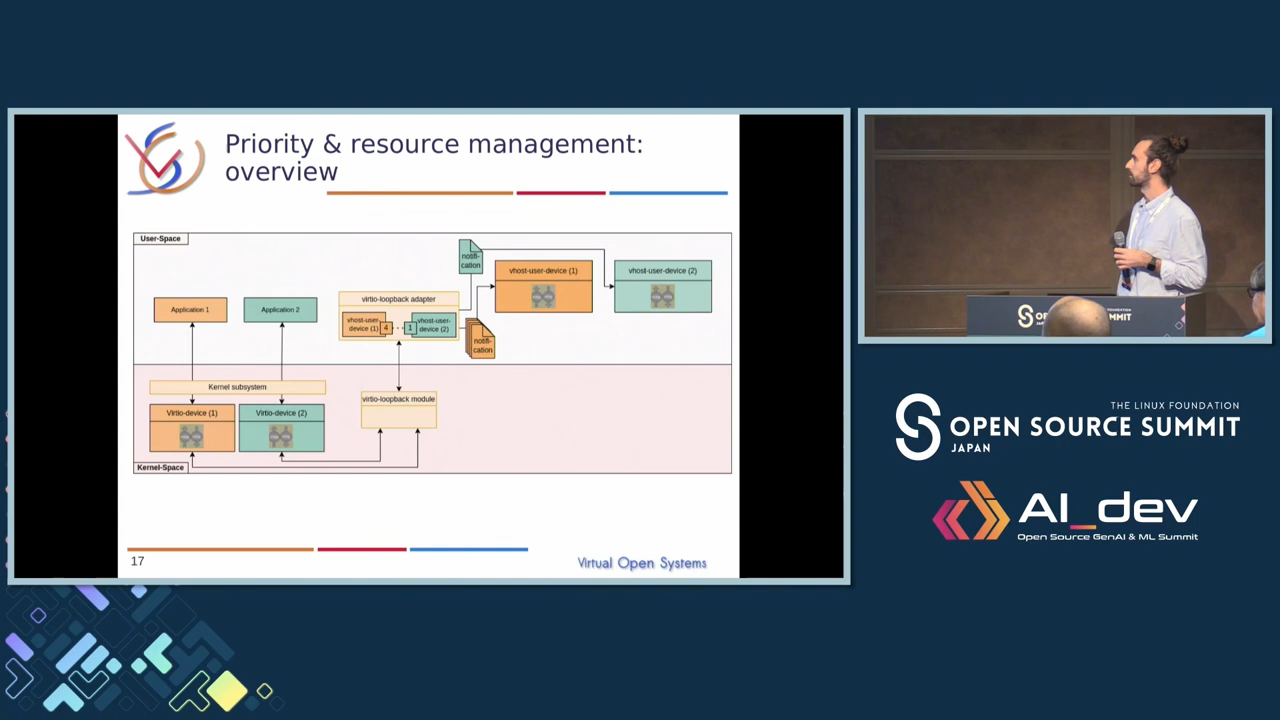 Priority & resource management:
overview
User-Space
notifi-
cation
vhost-user-device (1)
vhost-user-device (2)
virtio-loopback adapter
Application 1
Application 2
vhost-user-
device (1)
4
1
vhost-user-
device (2)
notifi-
cation
Kernel subsystem
virtio-loopback module
Virtio-device (1)
Virtio-device (2)
Kernel-Space
17
Virtual Open Systems
THE LINUX FOUNDATION
OPEN SOURCE SUMMIT
JAPAN
AI_dev
Open Source GenAI & ML Summit